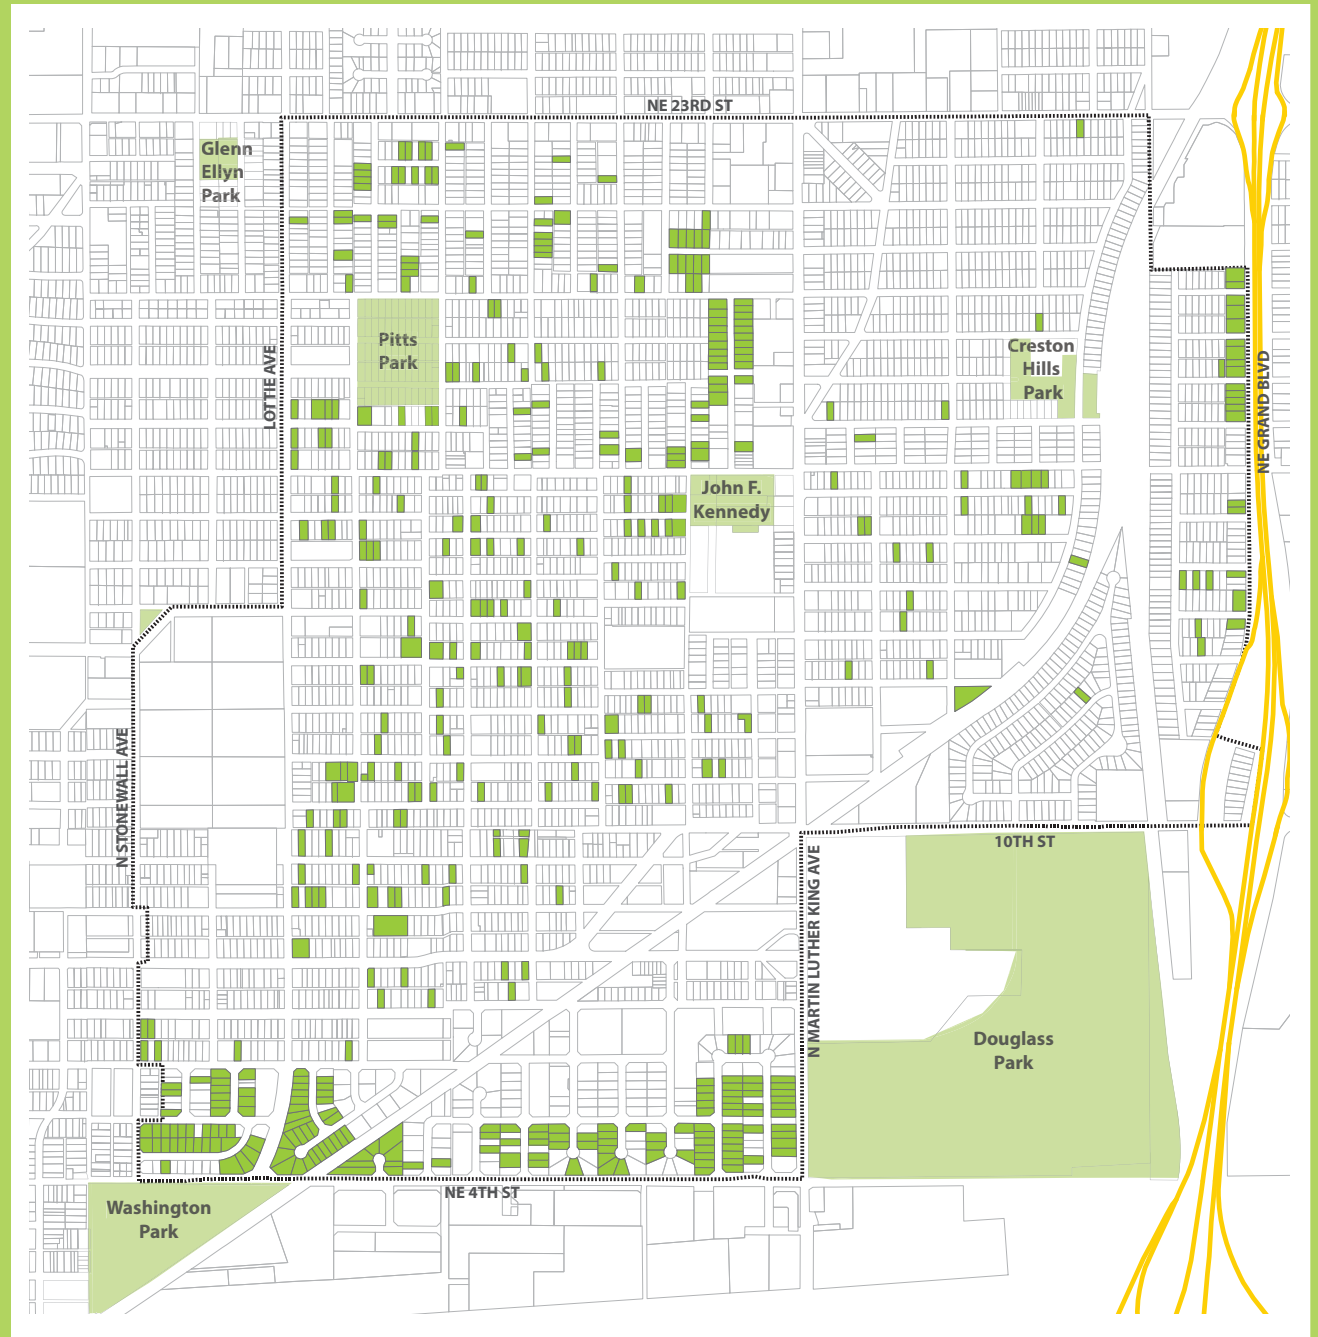 NE 23RD ST
Glenn
Ellyn
Park
Pitts
Park
LOTTIE AVE
Creston
Hills
Park
NE GRAND BLVD
John F.
Kennedy
N STONEWALL AVE
10TH ST
N MARTIN LUTHER KING AVE
Douglass
Park
NE 4TH ST
Washington
Park